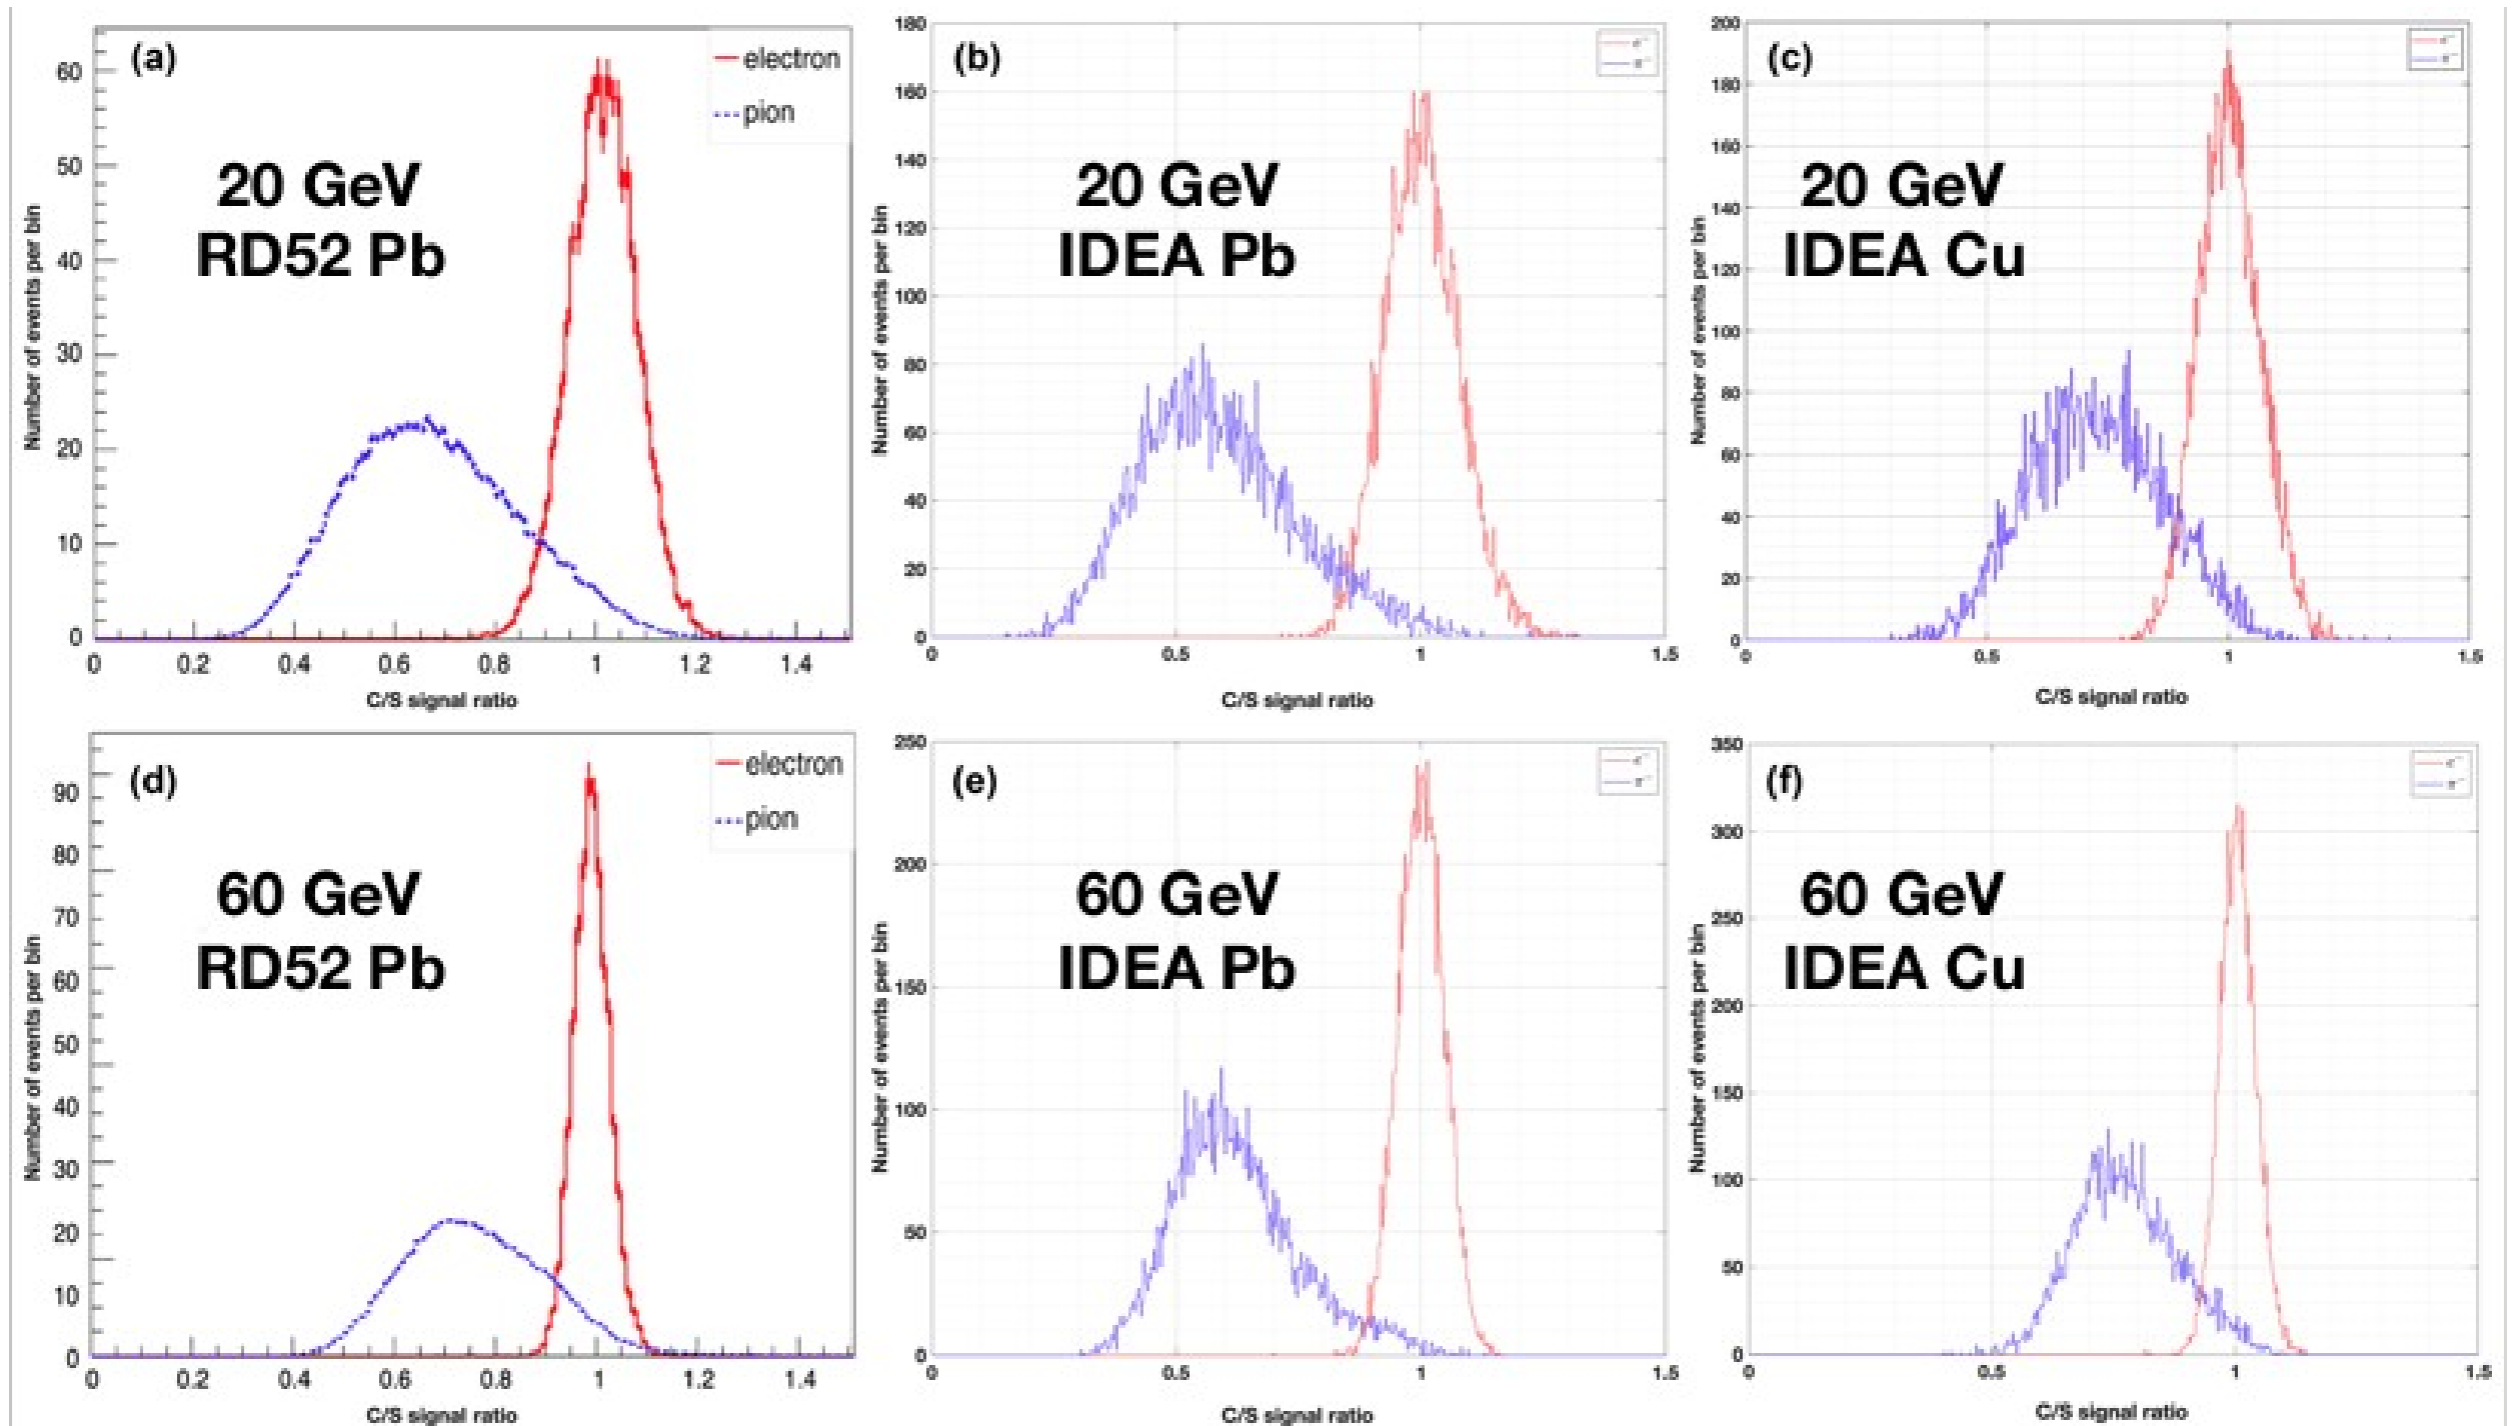 (a)
electron
pion
20 GeV
RD52 Pb
Number of events per bin
60
50
40
30
20
10
0
0 0.2 0.4 0.6 0.8 1 1.2 1.4
C/S signal ratio
(b)
20 GeV
IDEA Pb
Number of events per bin
180
160
140
120
100
80
60
40
20
0
0 0.5 1 1.5
C/S signal ratio
(c)
20 GeV
IDEA Cu
Number of events per bin
200
180
160
140
120
100
80
60
40
20
0
0 0.5 1 1.5
C/S signal ratio
(d)
electron
pion
60 GeV
RD52 Pb
Number of events per bin
90
80
70
60
50
40
30
20
10
0
0 0.2 0.4 0.6 0.8 1 1.2 1.4
C/S signal ratio
(e)
60 GeV
IDEA Pb
Number of events per bin
250
200
150
100
50
0
0 0.5 1 1.5
C/S signal ratio
(f)
60 GeV
IDEA Cu
Number of events per bin
350
300
250
200
150
100
50
0
0 0.5 1 1.5
C/S signal ratio